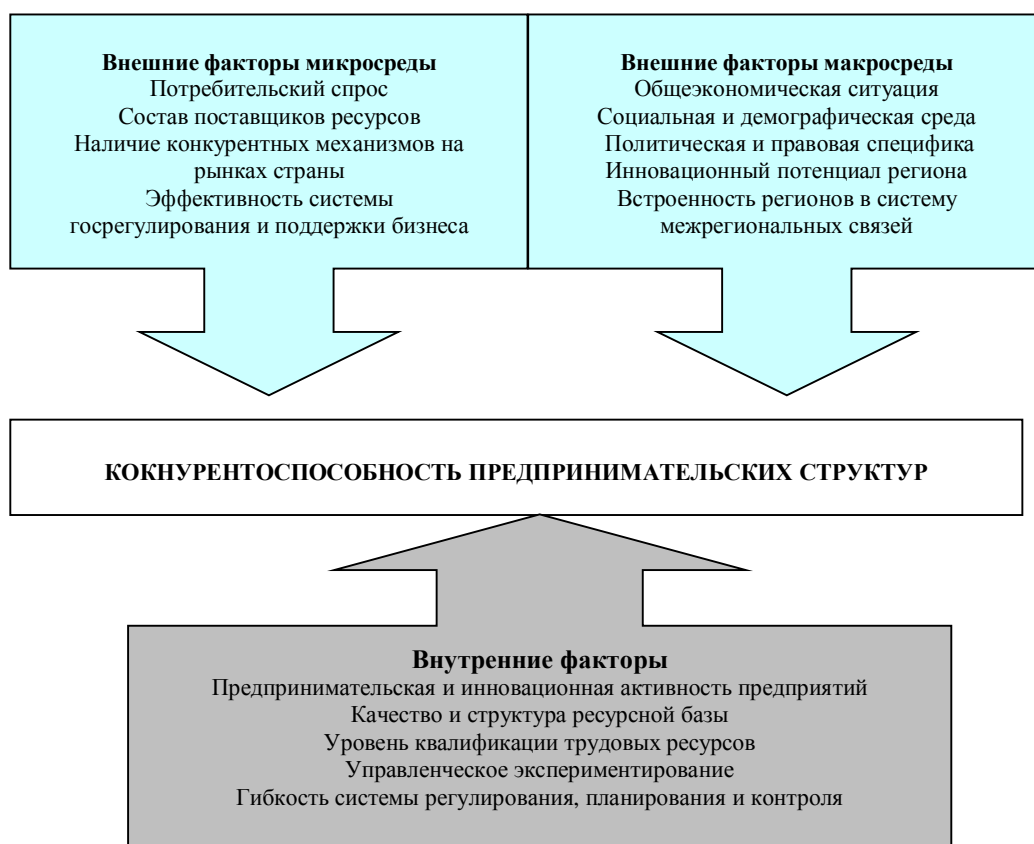 Внешние факторы микросреды
Потребительский спрос
Состав поставщиков ресурсов
Наличие конкурентных механизмов на
рынках страны
Эффективность системы
госрегулирования и поддержки бизнеса
Внешние факторы макросреды
Общеэкономическая ситуация
Социальная и демографическая среда
Политическая и правовая специфика
Инновационный потенциал региона
Встроенность регионов в систему
межрегиональных связей
КОКНУРЕНТОСПОСОБНОСТЬ ПРЕДПРИНИМАТЕЛЬСКИХ СТРУКТУР
Внутренние факторы
Предпринимательская и инновационная активность предприятий
Качество и структура ресурсной базы
Уровень квалификации трудовых ресурсов
Управленческое экспериментирование
Гибкость системы регулирования, планирования и контроля